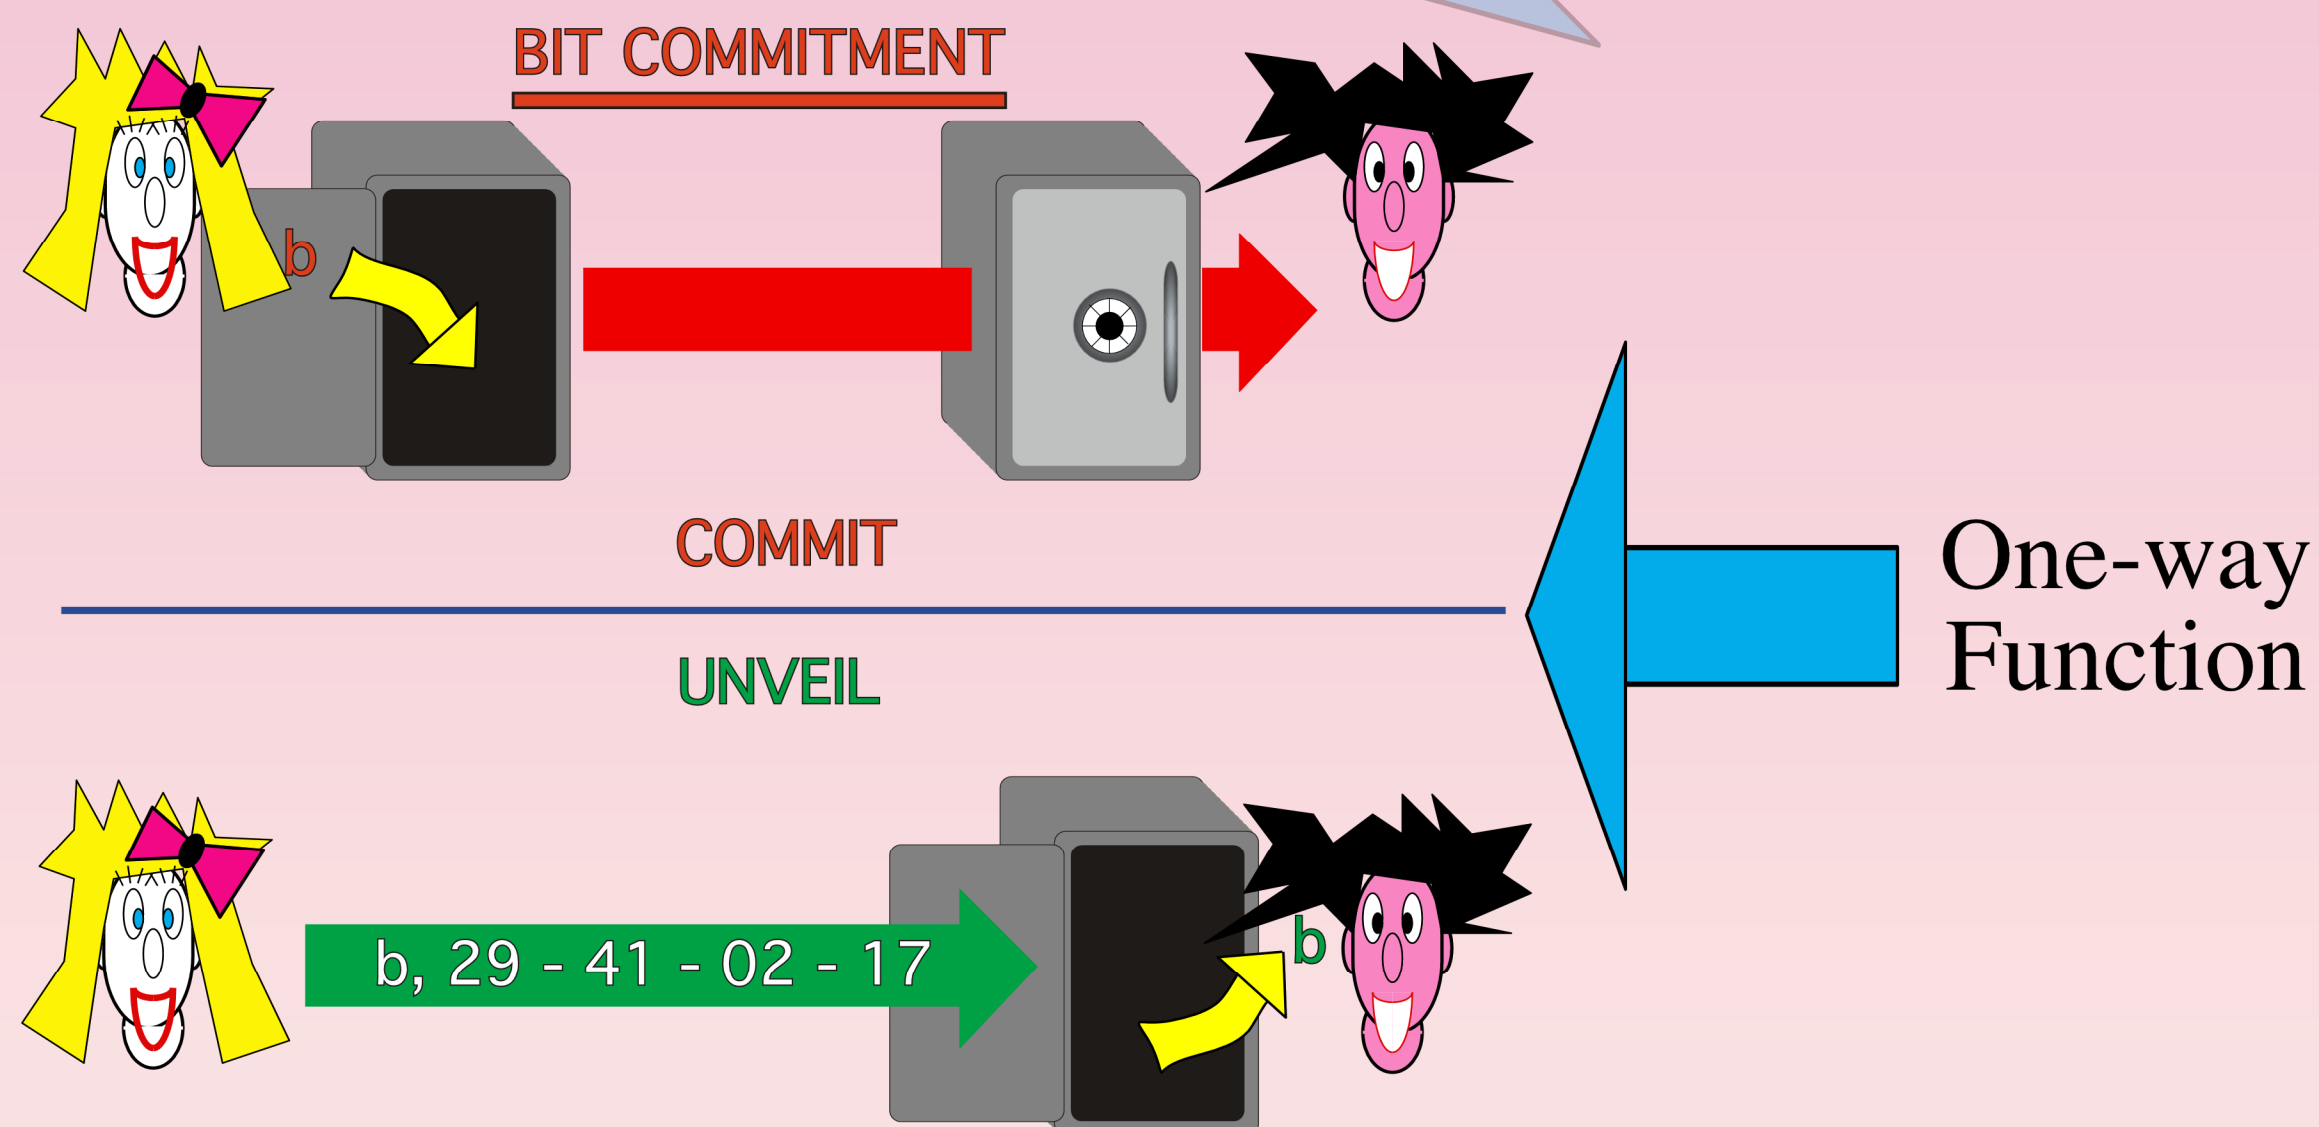 BIT COMMITMENT
b
COMMIT
One-way
Function
UNVEIL
b, 29 - 41 - 02 - 17
b